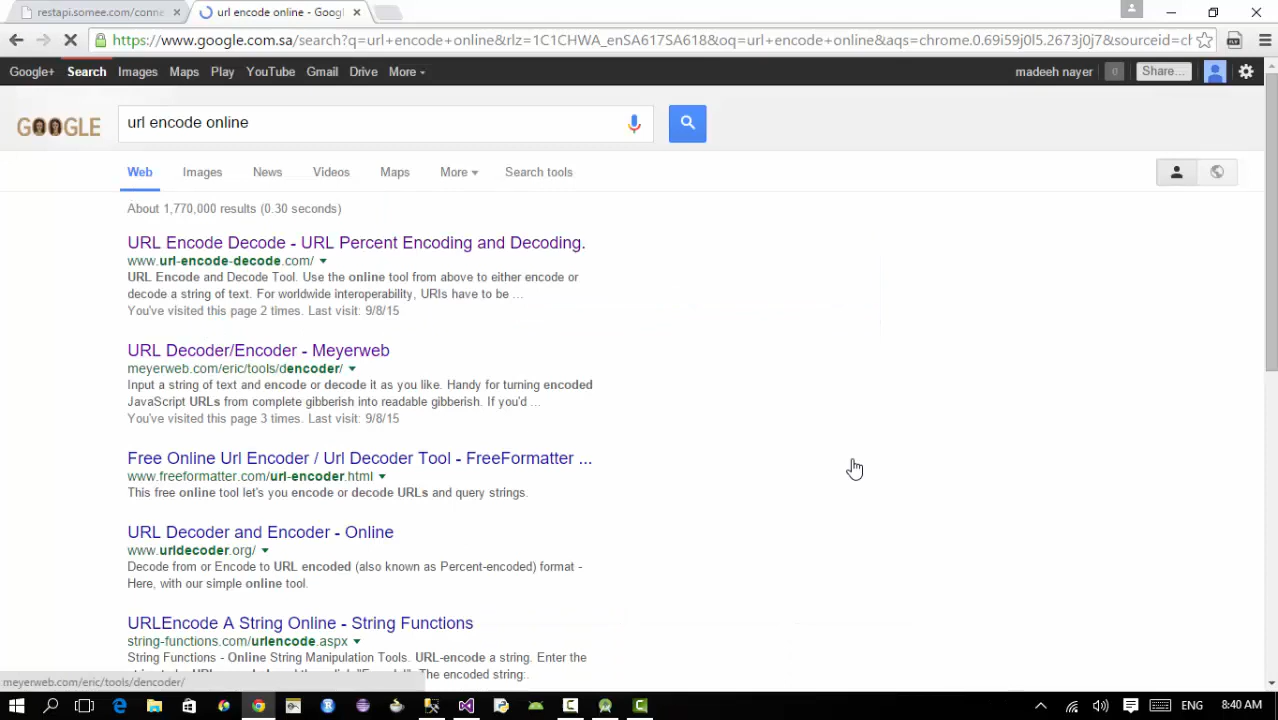 restapi.somee.com/conne
url encode online - Googl
https://www.google.com.sa/search?q=url+encode+online&rlz=1C1CHWA_enSA617SA618&oq=url+encode+online&aqs=chrome.0.69i59j0l5.2673j0j7&sourceid=ch
Google+ Search Images Maps Play YouTube Gmail Drive More
madeeh nayer 0 Share...
GOOGLE
url encode online
Web Images News Videos Maps More Search tools
About 1,770,000 results (0.30 seconds)
URL Encode Decode - URL Percent Encoding and Decoding.
www.url-encode-decode.com/
URL Encode and Decode Tool. Use the online tool from above to either encode or
decode a string of text. For worldwide interoperability, URIs have to be ...
You've visited this page 2 times. Last visit: 9/8/15
URL Decoder/Encoder - Meyerweb
meyerweb.com/eric/tools/dencoder/
Input a string of text and encode or decode it as you like. Handy for turning encoded
JavaScript URLs from complete gibberish into readable gibberish. If you'd ...
You've visited this page 3 times. Last visit: 9/8/15
Free Online Url Encoder / Url Decoder Tool - FreeFormatter ...
www.freeformatter.com/url-encoder.html
This free online tool let's you encode or decode URLs and query strings.
URL Decoder and Encoder - Online
www.urldecoder.org/
Decode from or Encode to URL encoded (also known as Percent-encoded) format -
Here, with our simple online tool.
URLEncode A String Online - String Functions
string-functions.com/urlencode.aspx
String Functions - Online String Manipulation Tools. URL-encode a string. Enter the
The encoded string:.
meyerweb.com/eric/tools/dencoder/
ENG 8:40 AM